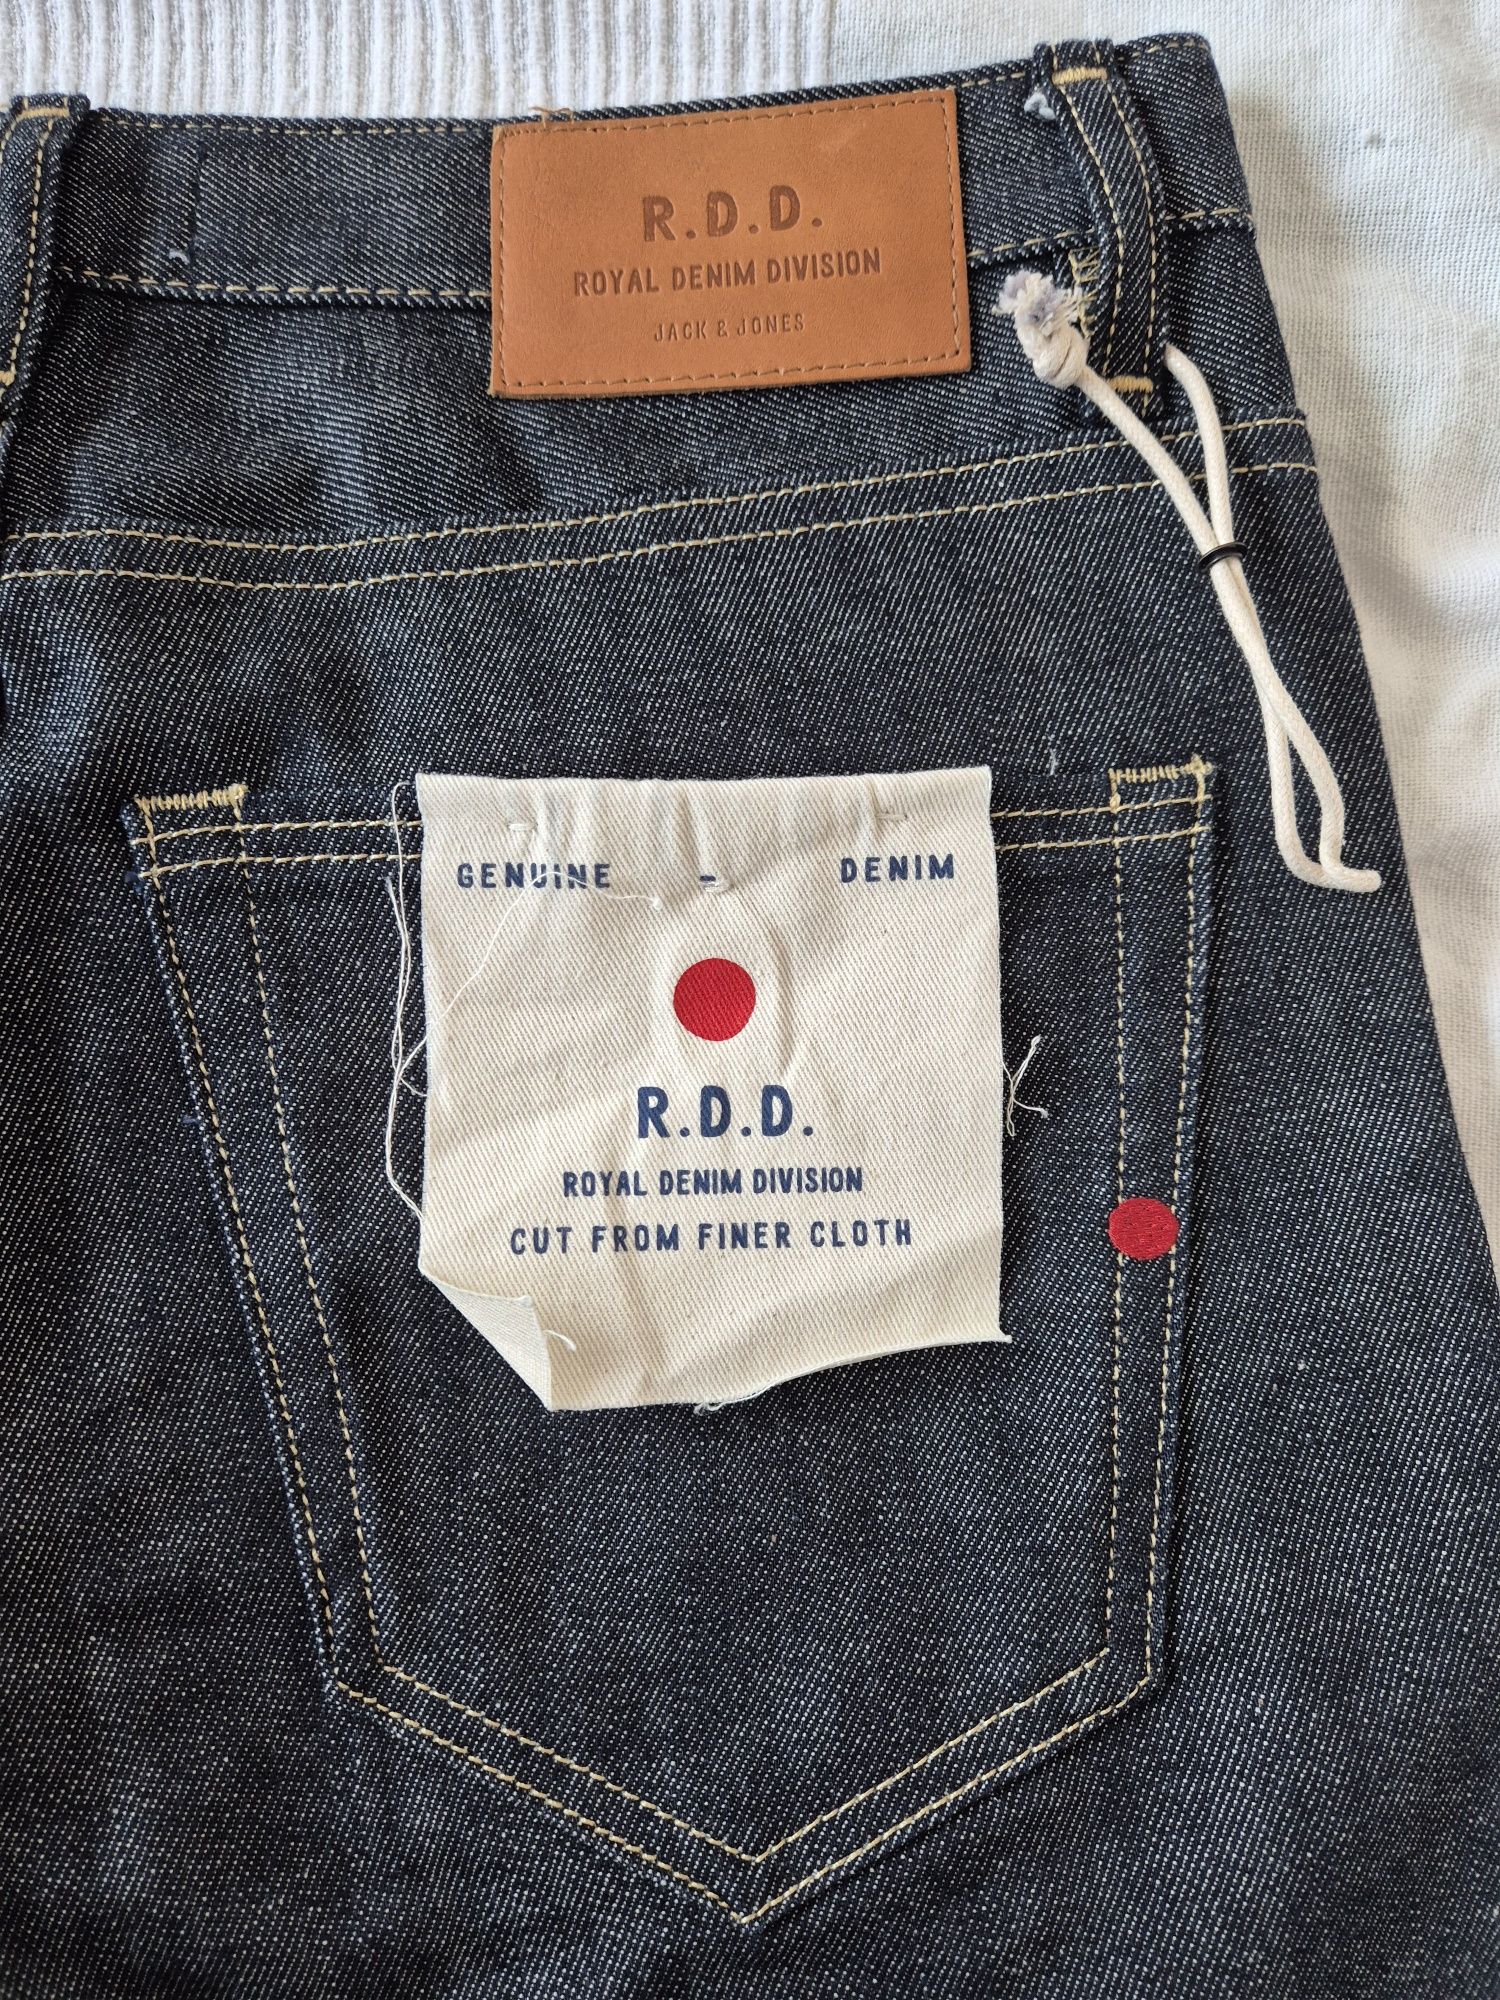 R.D.D.
ROYAL DENIM DIVISION
JACK & JONES
GENUINE - DENIM
R.D.D.
ROYAL DENIM DIVISION
CUT FROM FINER CLOTH